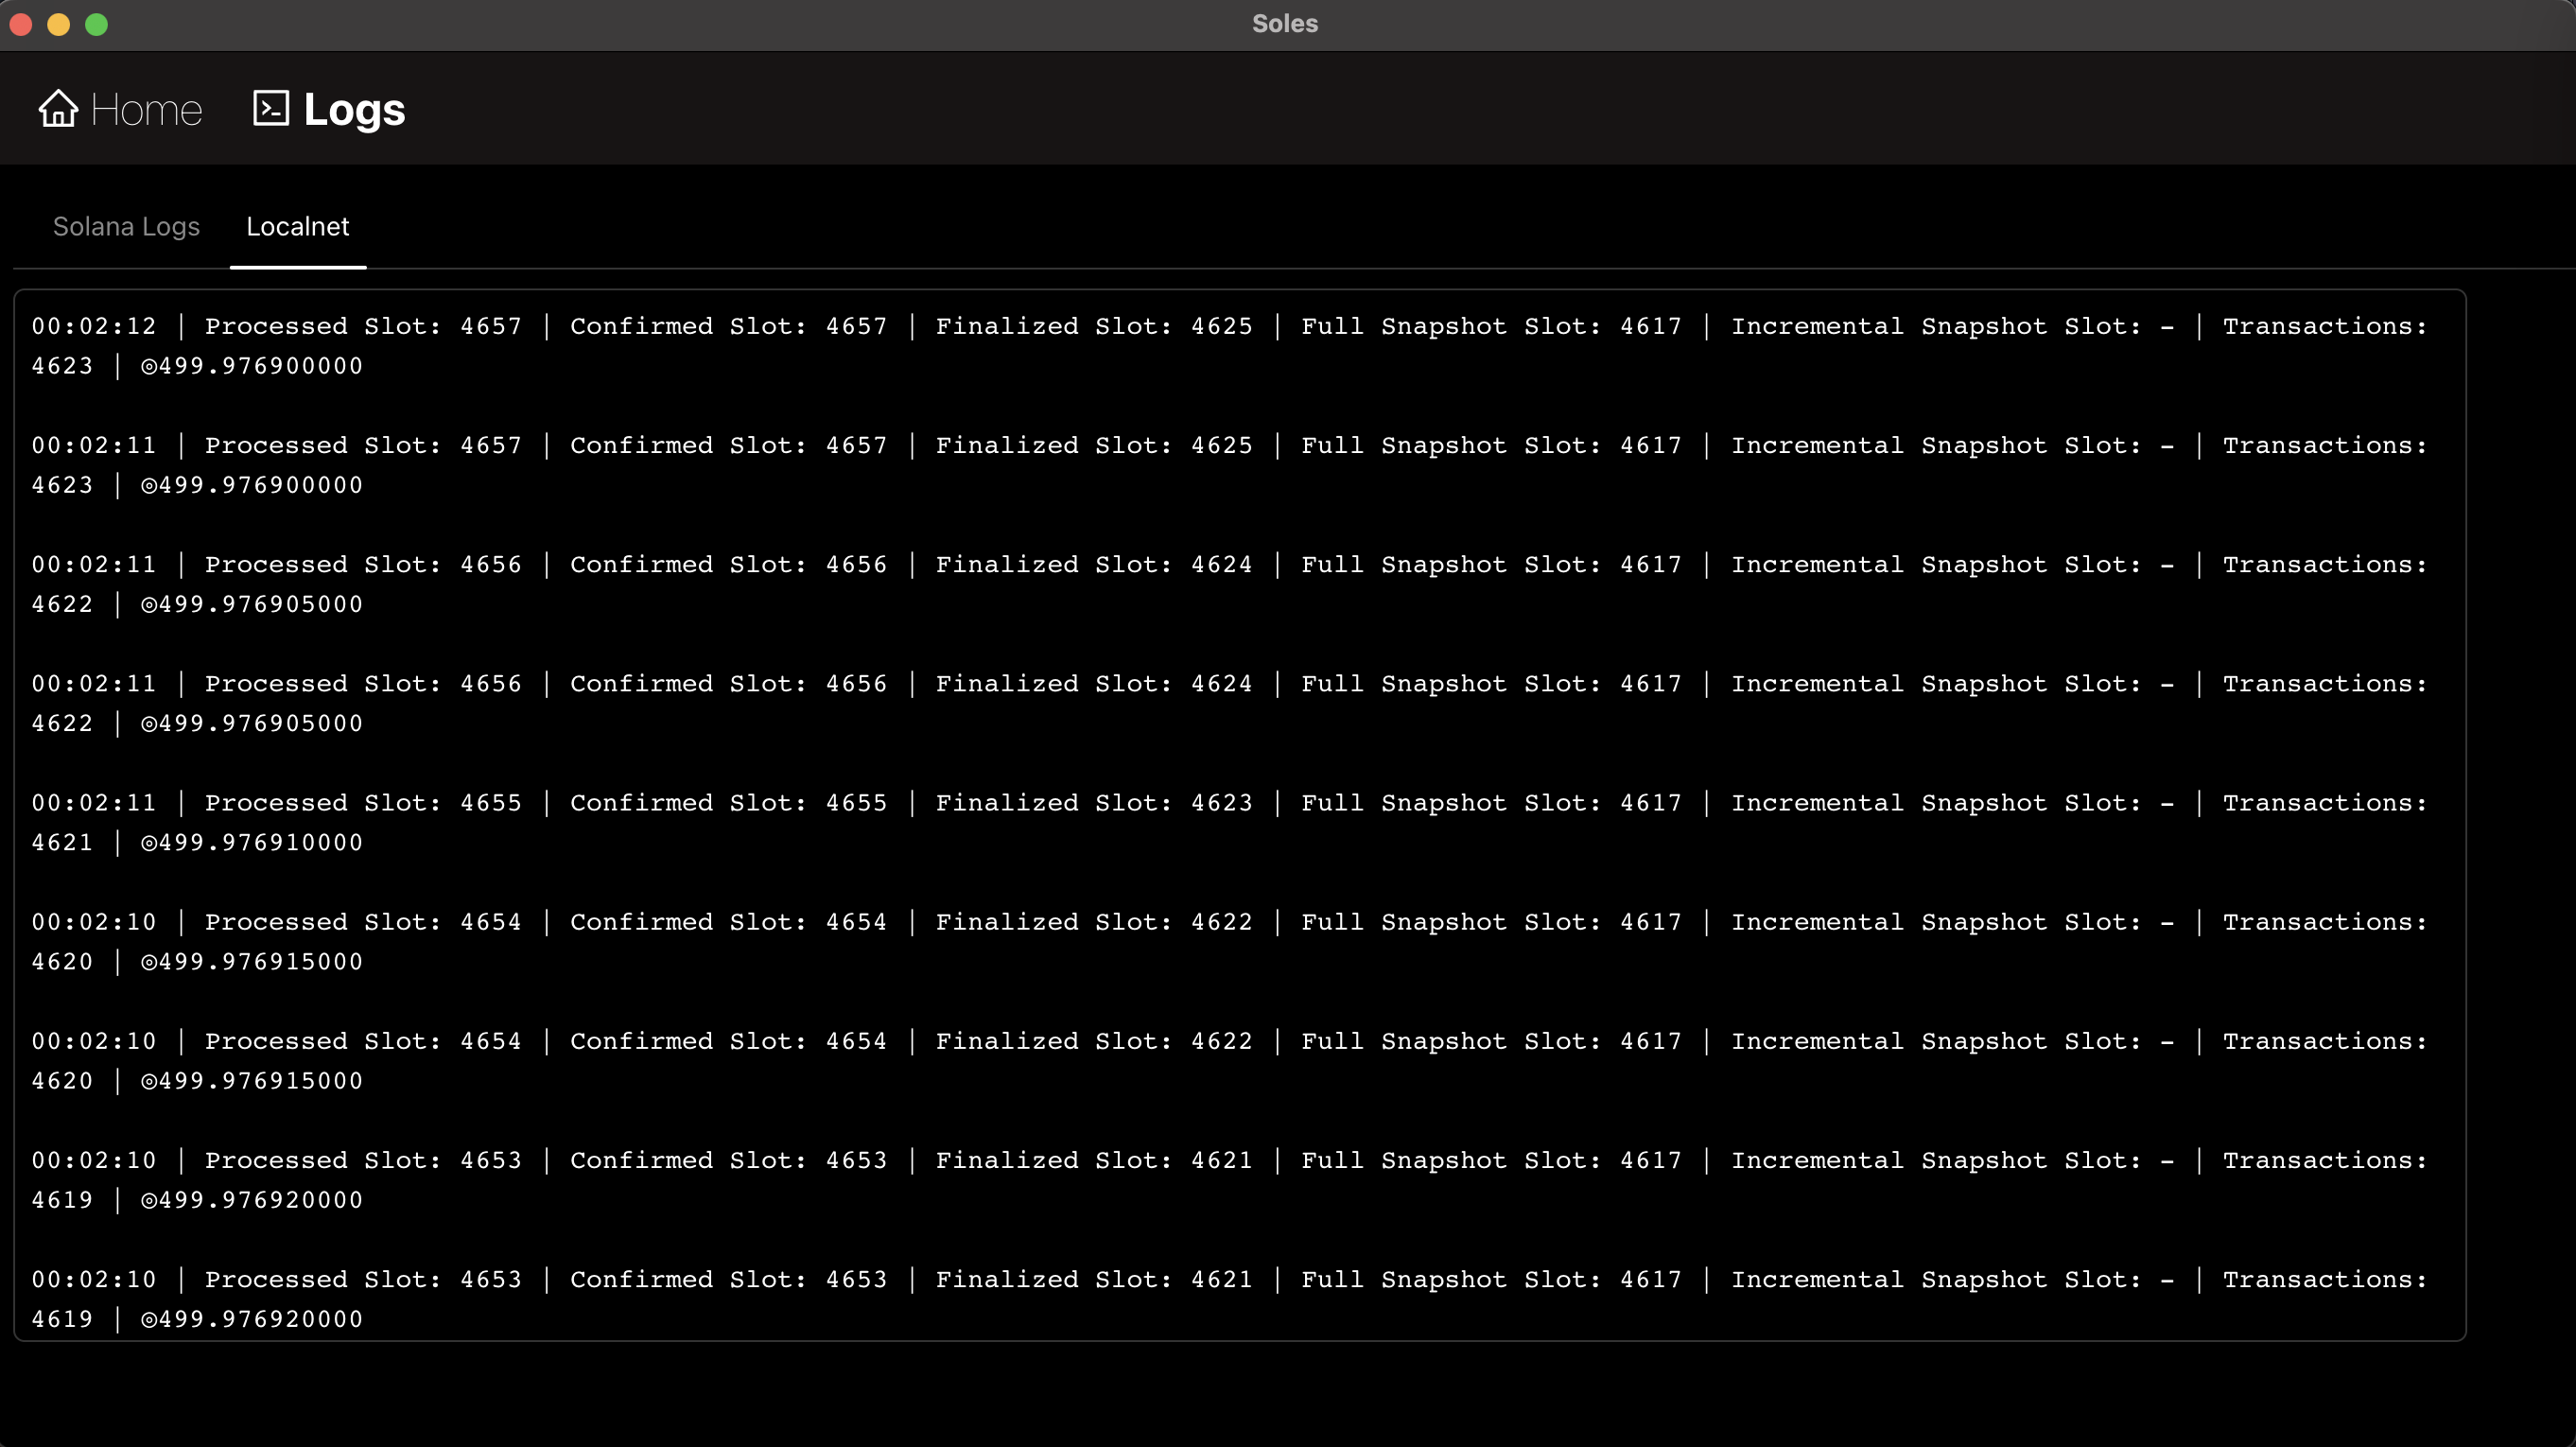 Soles
Home Logs
Solana Logs Localnet
00:02:12 | Processed Slot: 4657 | Confirmed Slot: 4657 | Finalized Slot: 4625 | Full Snapshot Slot: 4617 | Incremental Snapshot Slot: - | Transactions:
4623 | ◎499.976900000
00:02:11 | Processed Slot: 4657 | Confirmed Slot: 4657 | Finalized Slot: 4625 | Full Snapshot Slot: 4617 | Incremental Snapshot Slot: - | Transactions:
4623 | ◎499.976900000
00:02:11 | Processed Slot: 4656 | Confirmed Slot: 4656 | Finalized Slot: 4624 | Full Snapshot Slot: 4617 | Incremental Snapshot Slot: - | Transactions:
4622 | ◎499.976905000
00:02:11 | Processed Slot: 4656 | Confirmed Slot: 4656 | Finalized Slot: 4624 | Full Snapshot Slot: 4617 | Incremental Snapshot Slot: - | Transactions:
4622 | ◎499.976905000
00:02:11 | Processed Slot: 4655 | Confirmed Slot: 4655 | Finalized Slot: 4623 | Full Snapshot Slot: 4617 | Incremental Snapshot Slot: - | Transactions:
4621 | ◎499.976910000
00:02:10 | Processed Slot: 4654 | Confirmed Slot: 4654 | Finalized Slot: 4622 | Full Snapshot Slot: 4617 | Incremental Snapshot Slot: - | Transactions:
4620 | ◎499.976915000
00:02:10 | Processed Slot: 4654 | Confirmed Slot: 4654 | Finalized Slot: 4622 | Full Snapshot Slot: 4617 | Incremental Snapshot Slot: - | Transactions:
4620 | ◎499.976915000
00:02:10 | Processed Slot: 4653 | Confirmed Slot: 4653 | Finalized Slot: 4621 | Full Snapshot Slot: 4617 | Incremental Snapshot Slot: - | Transactions:
4619 | ◎499.976920000
00:02:10 | Processed Slot: 4653 | Confirmed Slot: 4653 | Finalized Slot: 4621 | Full Snapshot Slot: 4617 | Incremental Snapshot Slot: - | Transactions:
4619 | ◎499.976920000